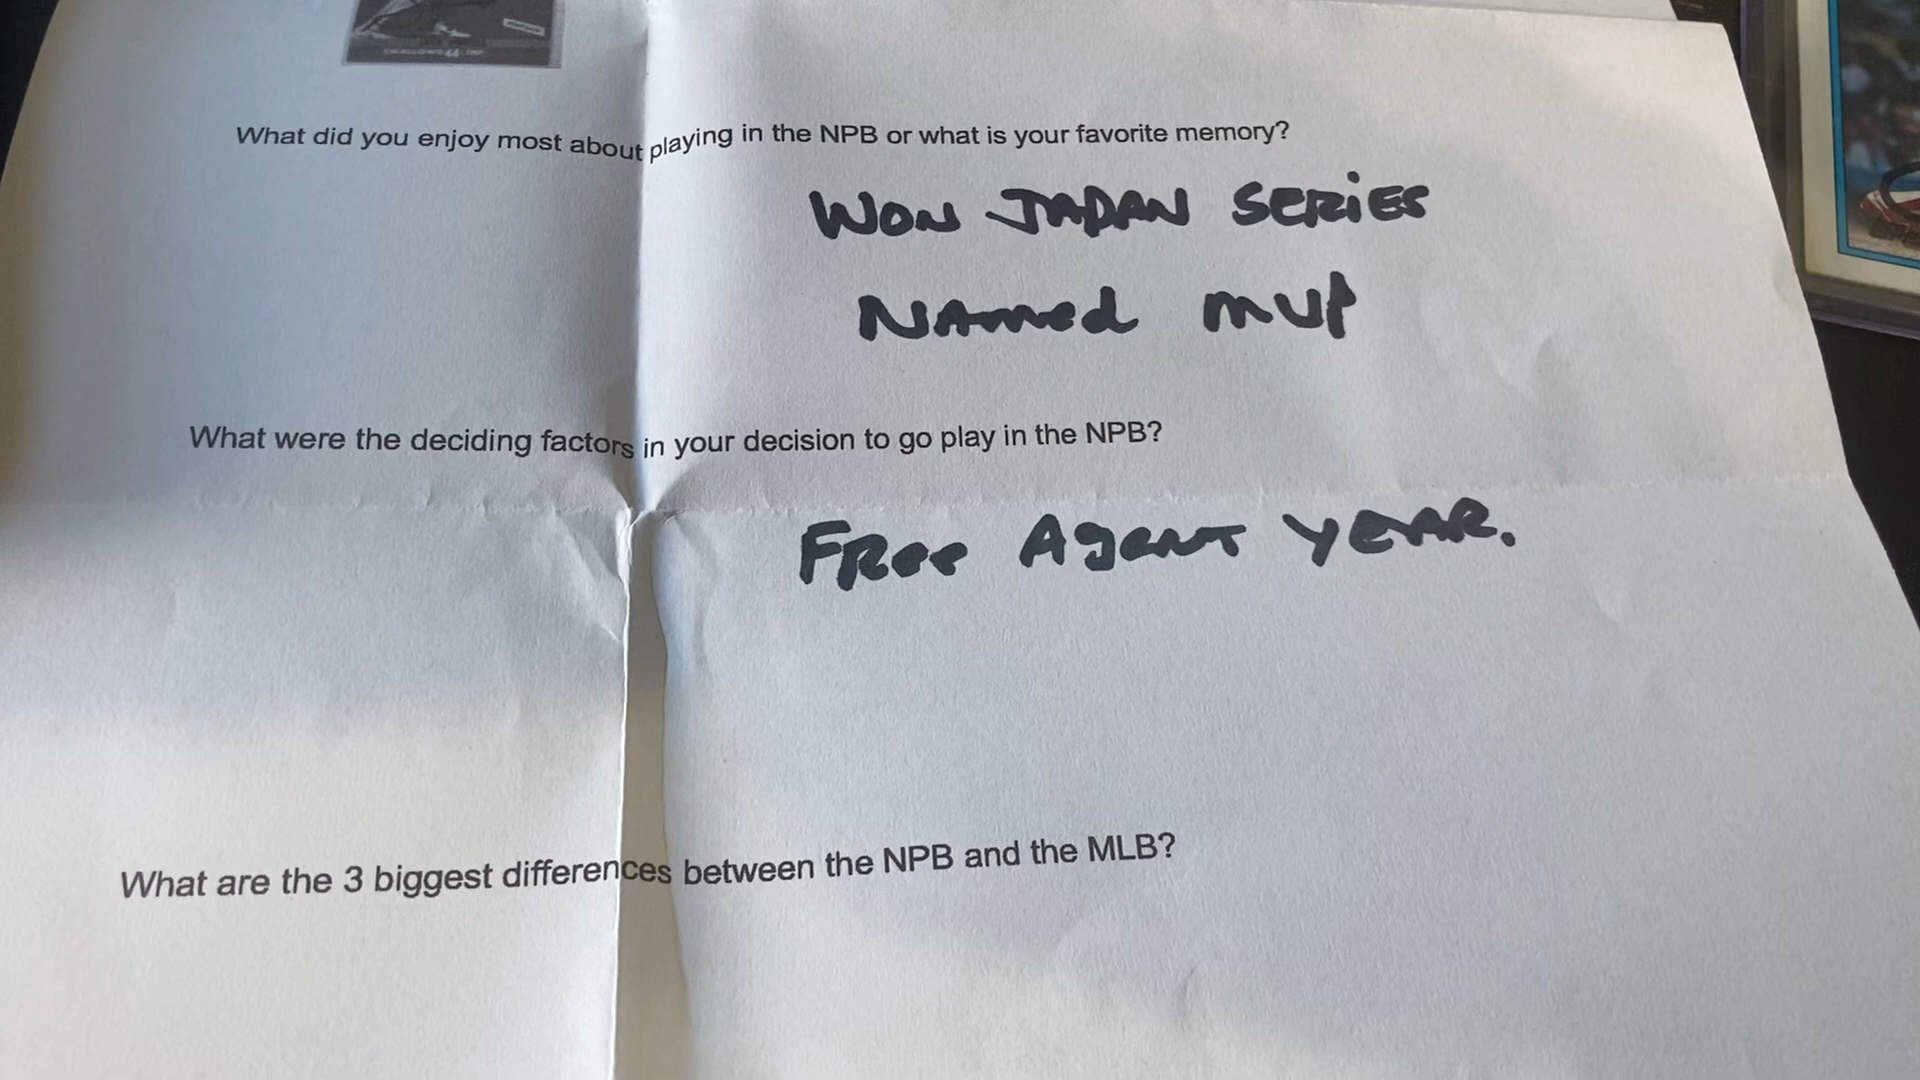 What did you enjoy most about playing in the NPB or what is your favorite memory?
WON JAPAN SERIES
NAmed mVP
What were the deciding factors in your decision to go play in the NPB?
FRee AgeNT YEAR.
What are the 3 biggest differences between the NPB and the MLB?